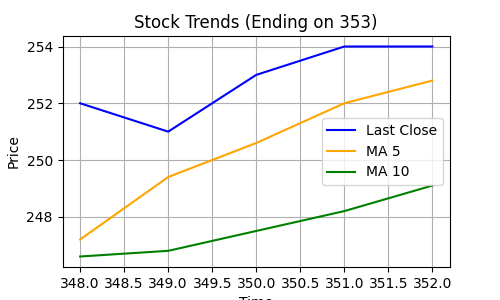 Stock Trends (Ending on 353)
Price
254
252
250
248
Last Close
MA 5
MA 10
348.0 348.5 349.0 349.5 350.0 350.5 351.0 351.5 352.0
Time